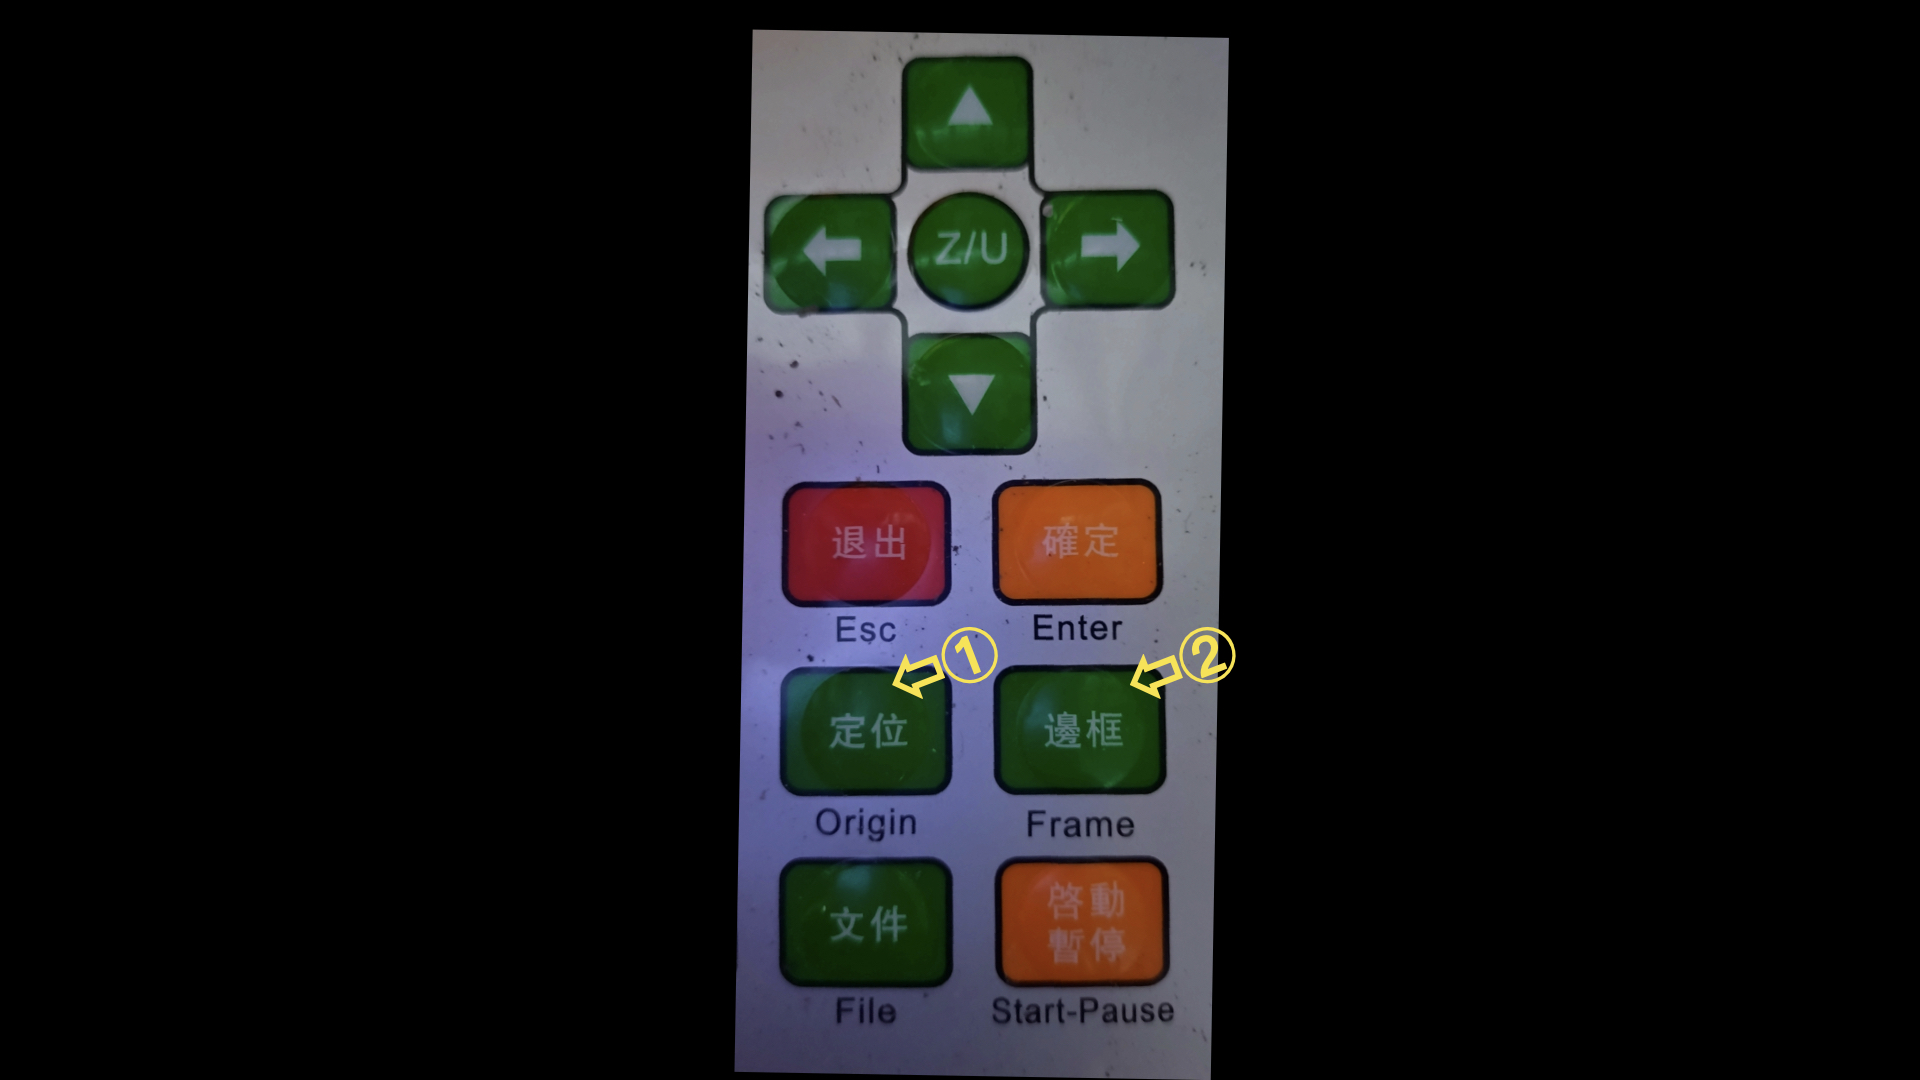 Z/U
退出 確定
Esc Enter
① ②
定位 邊框
Origin Frame
文件 啓動
暫停
File Start-Pause